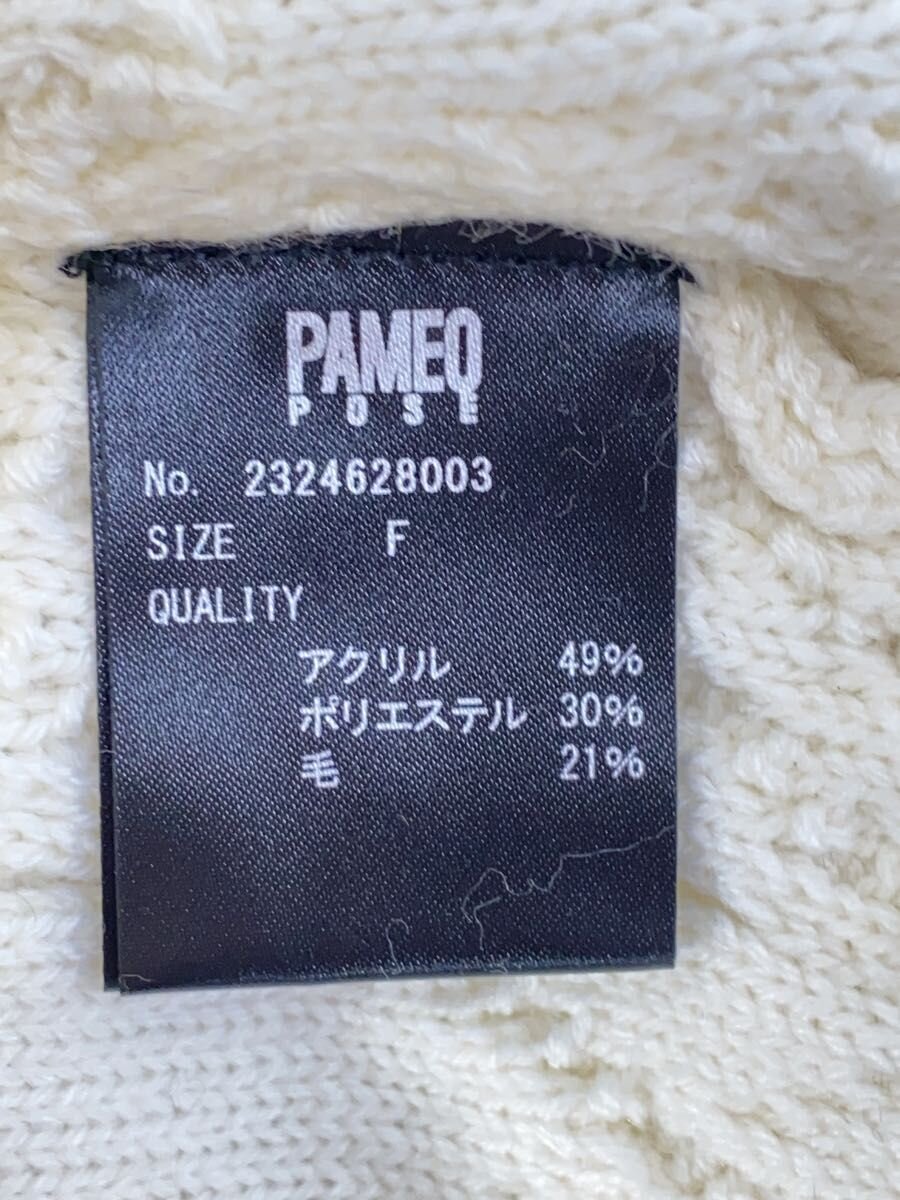 PAMEO
POSE
No. 2324628003
SIZE F
QUALITY
アクリル 49%
ポリエステル 30%
毛 21%